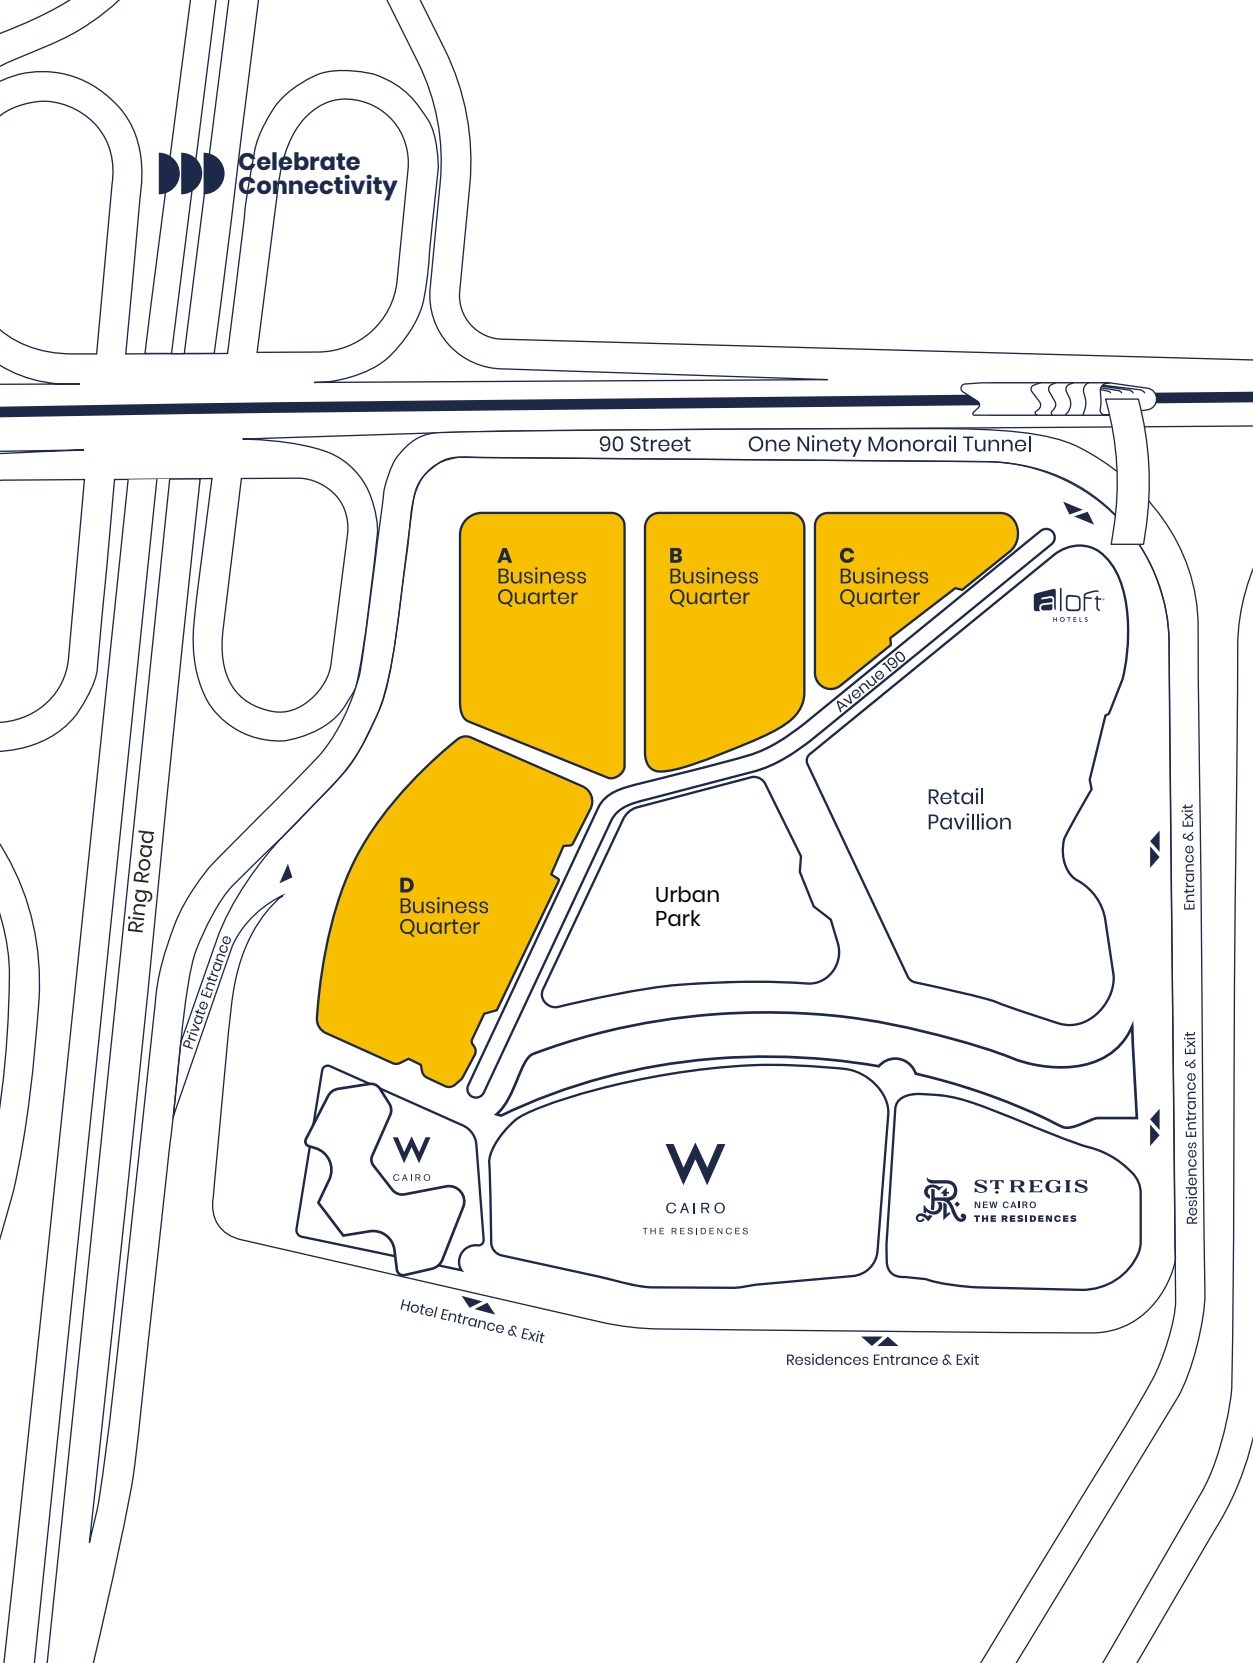 Celebrate
Connectivity
90 Street
One Ninety Monorail Tunnel
A
Business
Quarter
B
Business
Quarter
C
Business
Quarter
aloft
HOTELS
Avenue 190
Retail
Pavillion
D
Business
Quarter
Urban
Park
Ring Road
Private Entrance
Entrance & Exit
Residences Entrance & Exit
W
CAIRO
W
CAIRO
THE RESIDENCES
STREGIS
NEW CAIRO
THE RESIDENCES
Hotel Entrance & Exit
Residences Entrance & Exit